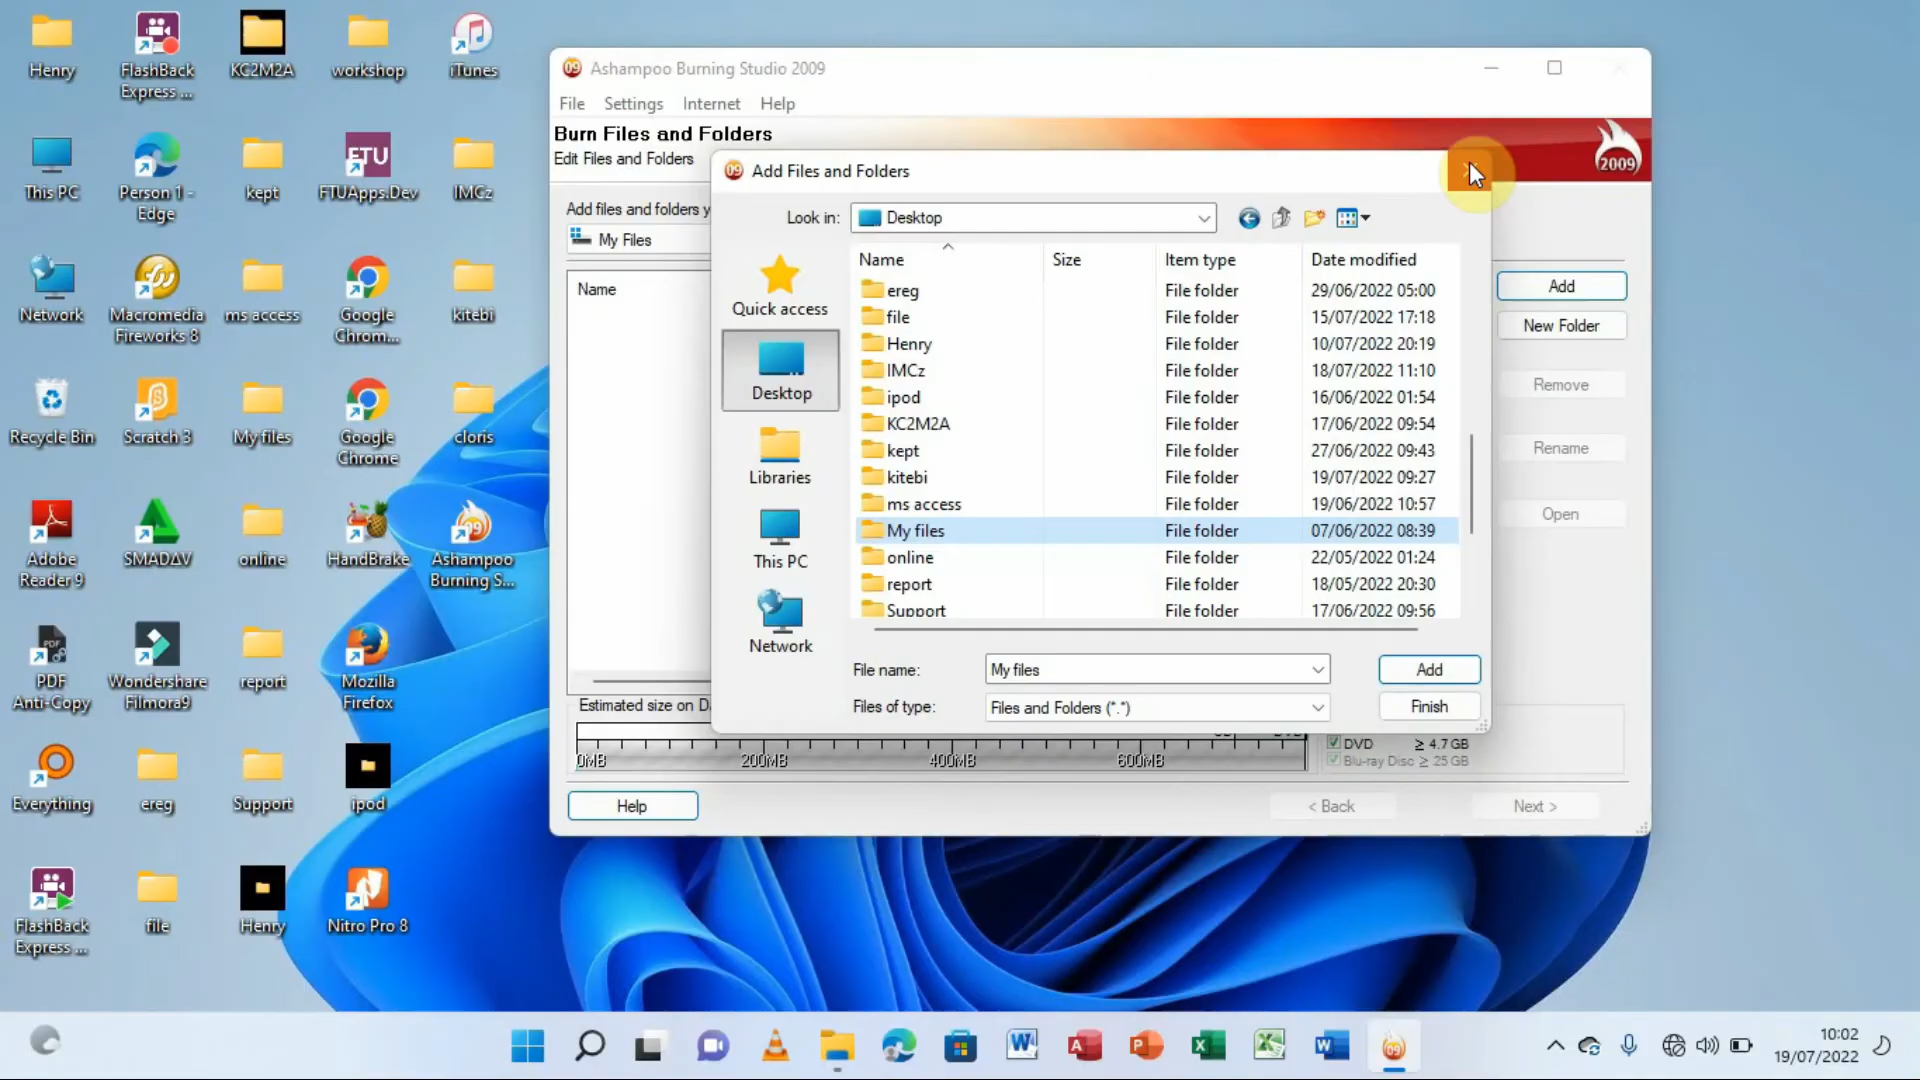 Henry
FlashBack
Express ...
KC2M2A
workshop
iTunes
This PC
Person 1 -
Edge
kept
FTU
FTUApps.Dev
IMCz
Network
Macromedia
Fireworks 8
ms access
Google
Chrom...
kitebi
Recycle Bin
Scratch 3
My files
Google
Chrome
cloris
Adobe
Reader 9
SMADΔV
online
HandBrake
Ashampoo
Burning S...
PDF
PDF
Anti-Copy
Wondershare
Filmora9
report
Mozilla
Firefox
Everything
ereg
Support
ipod
FlashBack
Express ...
file
Henry
Nitro Pro 8
Ashampoo Burning Studio 2009
File Settings Internet Help
Burn Files and Folders
Edit Files and Folders
2009
Add files and folders y
My Files
Name
Add
New Folder
Remove
Rename
Open
Add Files and Folders
Look in: Desktop
Quick access
Desktop
Libraries
This PC
Network
Name Size Item type Date modified
ereg File folder 29/06/2022 05:00
file File folder 15/07/2022 17:18
Henry File folder 10/07/2022 20:19
IMCz File folder 18/07/2022 11:10
ipod File folder 16/06/2022 01:54
KC2M2A File folder 17/06/2022 09:54
kept File folder 27/06/2022 09:43
kitebi File folder 19/07/2022 09:27
ms access File folder 19/06/2022 10:57
My files File folder 07/06/2022 08:39
online File folder 22/05/2022 01:24
report File folder 18/05/2022 20:30
Support File folder 17/06/2022 09:56
File name: My files Add
Files of type: Files and Folders (*.*) Finish
Estimated size on D
0MB 200MB 400MB 600MB
DVD ≥ 4.7 GB
Blu-ray Disc ≥ 25 GB
Help < Back Next >
10:02
19/07/2022